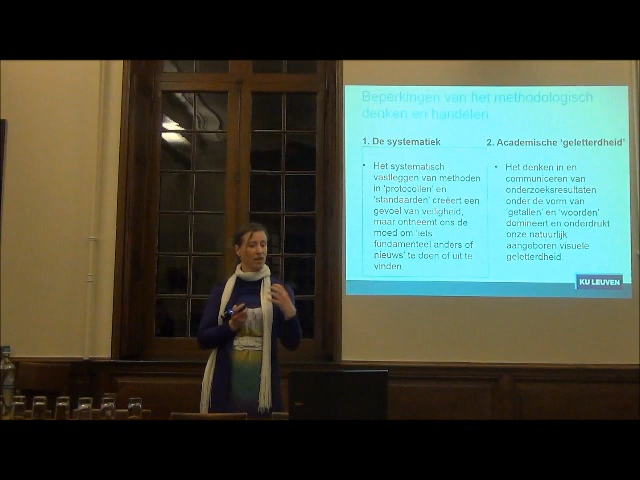 Beperkingen van het methodologisch
denken en handelen
1. De systematiek
• Het systematisch
vastleggen van methoden
in 'protocollen' en
'standaarden' creëert een
gevoel van veiligheid,
maar ontneemt ons de
moed om 'iets
fundamenteel anders of
nieuws' te doen of uit te
vinden
2. Academische 'geletterdheid'
• Het denken in en
communiceren van
onderzoeksresultaten
onder de vorm van
'getallen' en 'woorden'
domineert en onderdrukt
onze natuurlijk
aangeboren visuele
geletterdheid.
KU LEUVEN